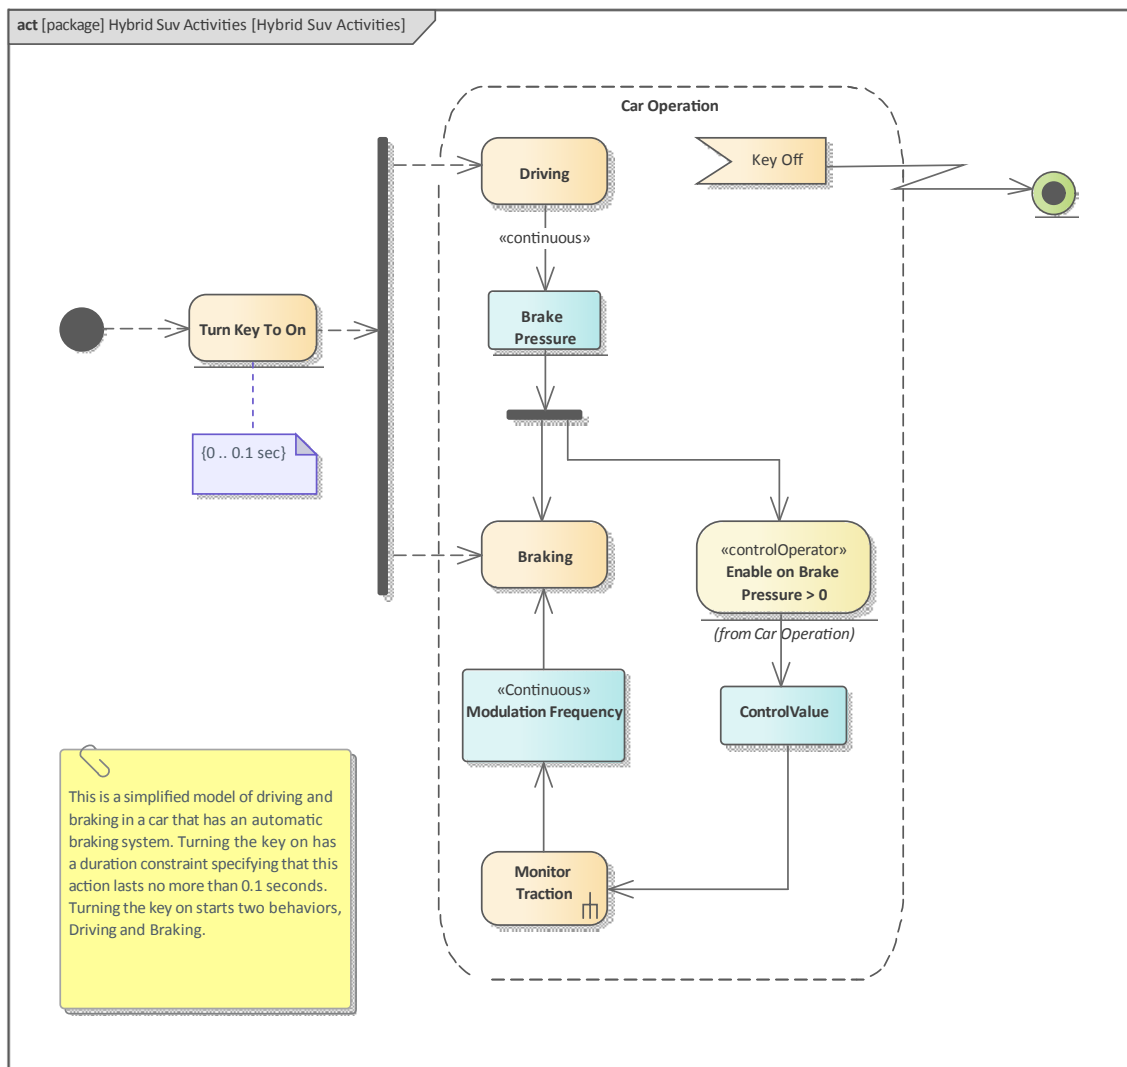 act [package] Hybrid Suv Activities [Hybrid Suv Activities]
Car Operation
Driving
Key Off
«continuous»
Brake
Pressure
Turn Key To On
{0 .. 0.1 sec}
Braking
«controlOperator»
Enable on Brake
Pressure > 0
(from Car Operation)
«Continuous»
Modulation Frequency
ControlValue
This is a simplified model of driving and
braking in a car that has an automatic
braking system. Turning the key on has
a duration constraint specifying that this
action lasts no more than 0.1 seconds.
Turning the key on starts two behaviors,
Driving and Braking.
Monitor
Traction